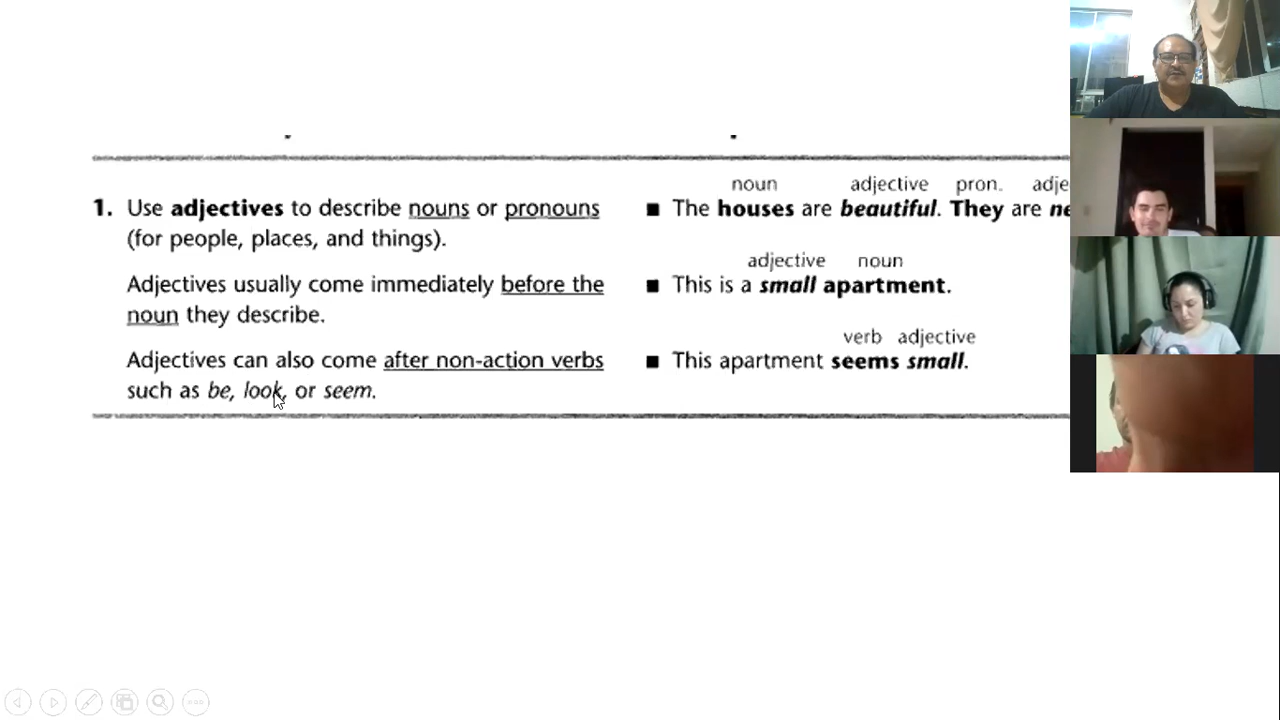 noun adjective pron.
1. Use adjectives to describe nouns or pronouns
(for people, places, and things).
■ The houses are beautiful. They are
adjective noun
Adjectives usually come immediately before the
noun they describe.
■ This is a small apartment.
verb adjective
Adjectives can also come after non-action verbs
such as be, look, or seem.
■ This apartment seems small.